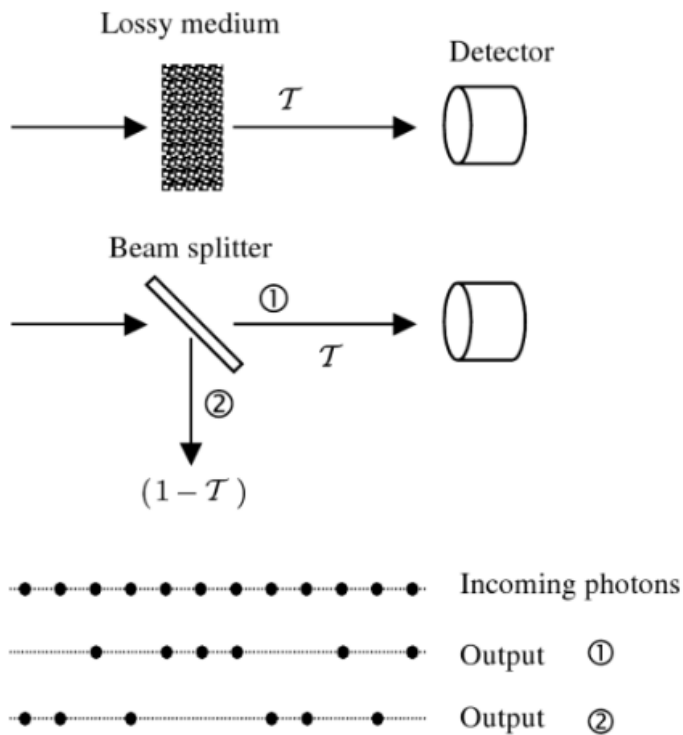 Lossy medium
Detector
𝒯
Beam splitter
①
𝒯
②
(1 − 𝒯)
Incoming photons
Output ①
Output ②